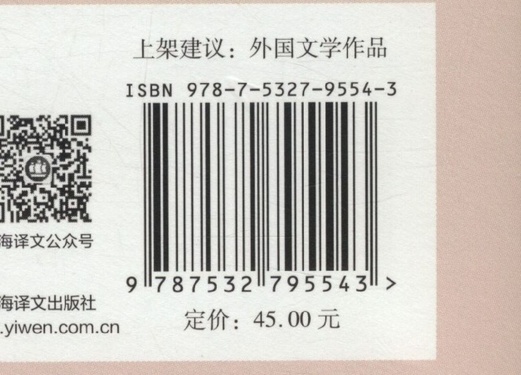 上架建议：外国文学作品
ISBN 978-7-5327-9554-3
9 787532 795543 >
定价：45.00 元
海译文公众号
海译文出版社
.yiwen.com.cn